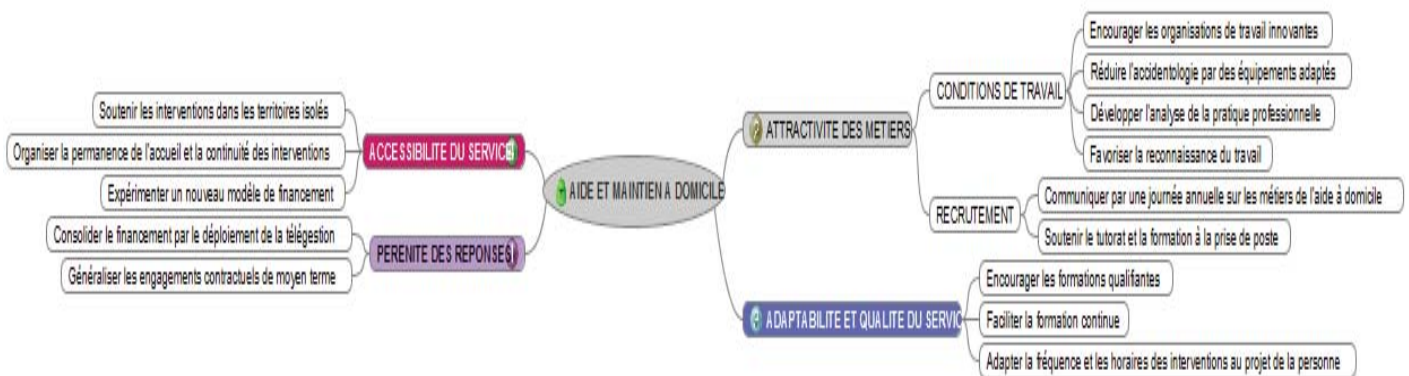 AIDE ET MAINTIEN A DOMICILE
ACCESSIBILITE DU SERVICE
Soutenir les interventions dans les territoires isolés
Organiser la permanence de l'accueil et la continuité des interventions
Expérimenter un nouveau modèle de financement
PERENITE DES REPONSES
Consolider le financement par le déploiement de la télégestion
Généraliser les engagements contractuels de moyen terme
ATTRACTIVITE DES METIERS
CONDITIONS DE TRAVAIL
Encourager les organisations de travail innovantes
Réduire l'accidentologie par des équipements adaptés
Développer l'analyse de la pratique professionnelle
Favoriser la reconnaissance du travail
RECRUTEMENT
Communiquer par une journée annuelle sur les métiers de l'aide à domicile
Soutenir le tutorat et la formation à la prise de poste
ADAPTABILITE ET QUALITE DU SERVIC
Encourager les formations qualifiantes
Faciliter la formation continue
Adapter la fréquence et les horaires des interventions au projet de la personne